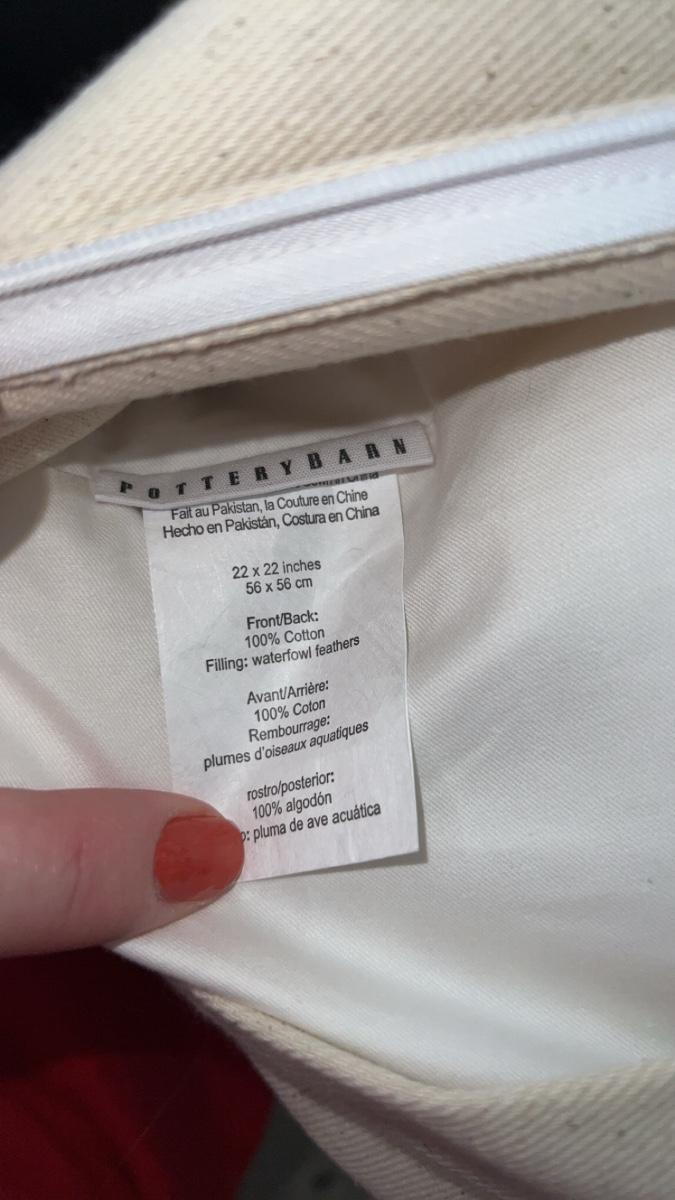 POTTERYBARN
Fait au Pakistan, la Couture en Chine
Hecho en Pakistán, Costura en China
22 x 22 inches
56 x 56 cm
Front/Back:
100% Cotton
Filling: waterfowl feathers
Avant/Arrière:
100% Coton
Rembourrage:
plumes d'oiseaux aquatiques
rostro/posterior:
100% algodón
pluma de ave acuática